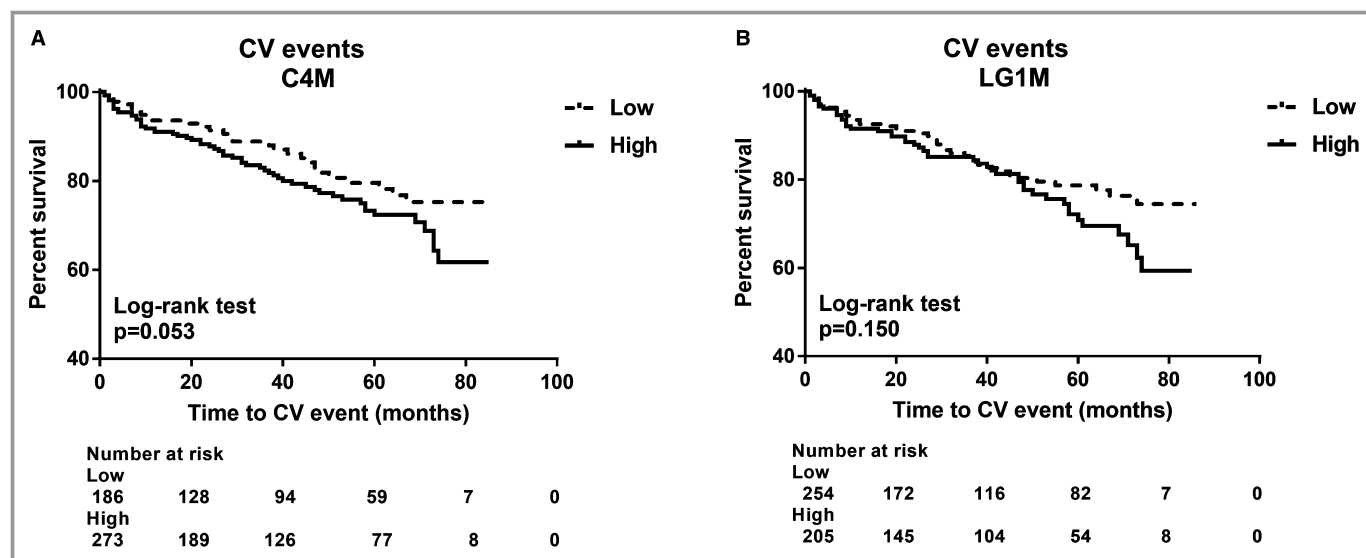 A
CV events
C4M
100
80
60
40
Percent survival
Low
High
Log-rank test
p=0.053
0 20 40 60 80 100
Time to CV event (months)
Number at risk
Low
186 128 94 59 7 0
High
273 189 126 77 8 0
B
CV events
LG1M
100
80
60
40
Percent survival
Low
High
Log-rank test
p=0.150
0 20 40 60 80 100
Time to CV event (months)
Number at risk
Low
254 172 116 82 7 0
High
205 145 104 54 8 0